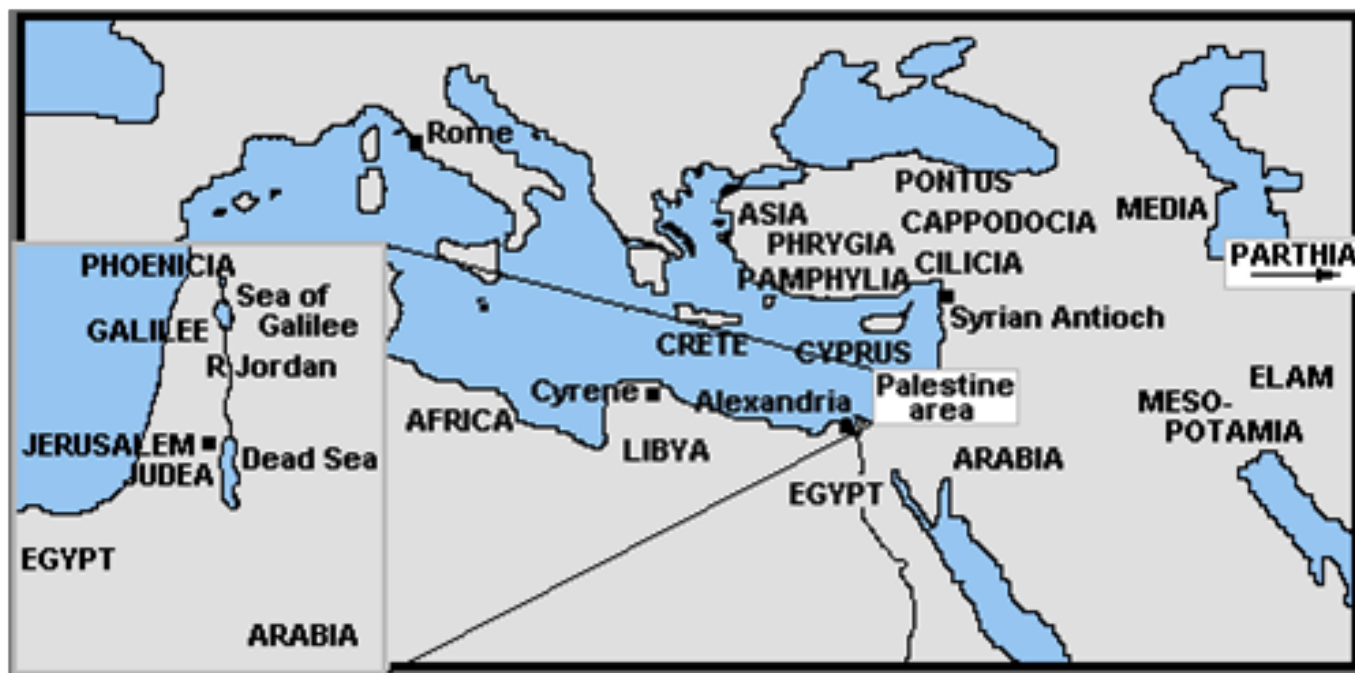 Rome
PONTUS
ASIA
CAPPODOCIA
MEDIA
PHRYGIA
PARTHIA
PAMPHYLIA
CILICIA
Syrian Antioch
CRETE
CYPRUS
ELAM
Palestine
area
Cyrene
Alexandria
AFRICA
MESO-
POTAMIA
LIBYA
ARABIA
EGYPT
PHOENICIA
Sea of
Galilee
GALILEE
R Jordan
JERUSALEM
Dead Sea
JUDEA
EGYPT
ARABIA